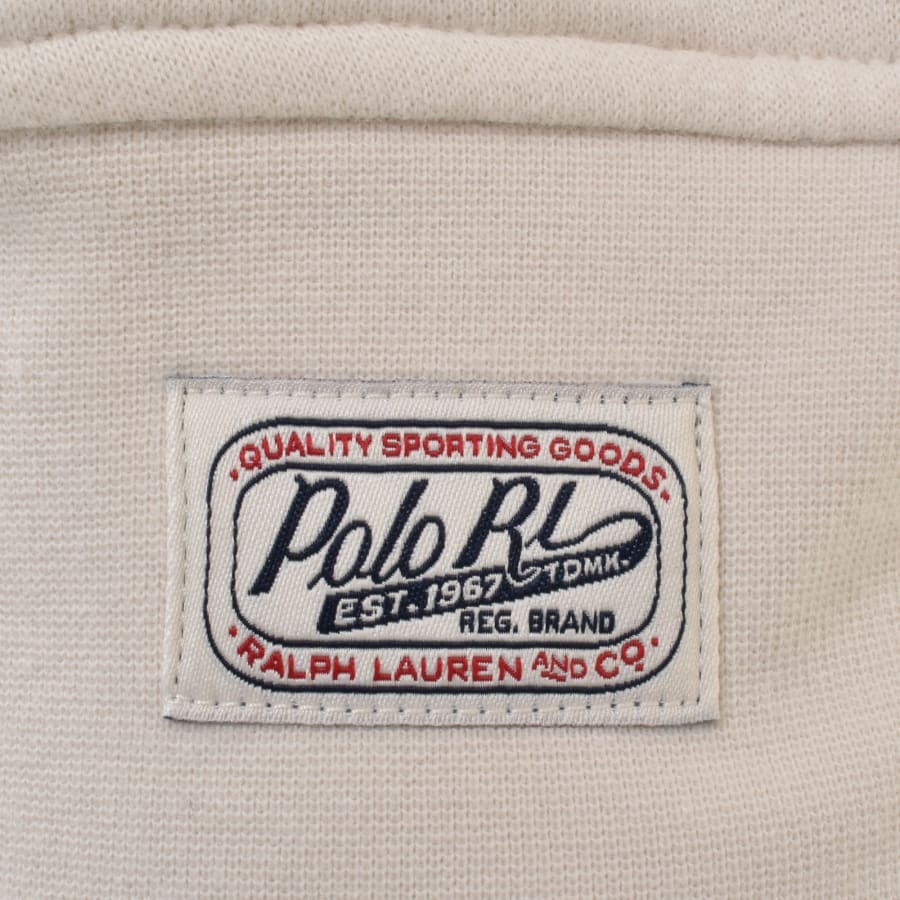 ·QUALITY SPORTING GOODS·
Polo RL
EST. 1967 TDMK.
REG. BRAND
·RALPH LAUREN AND CO·